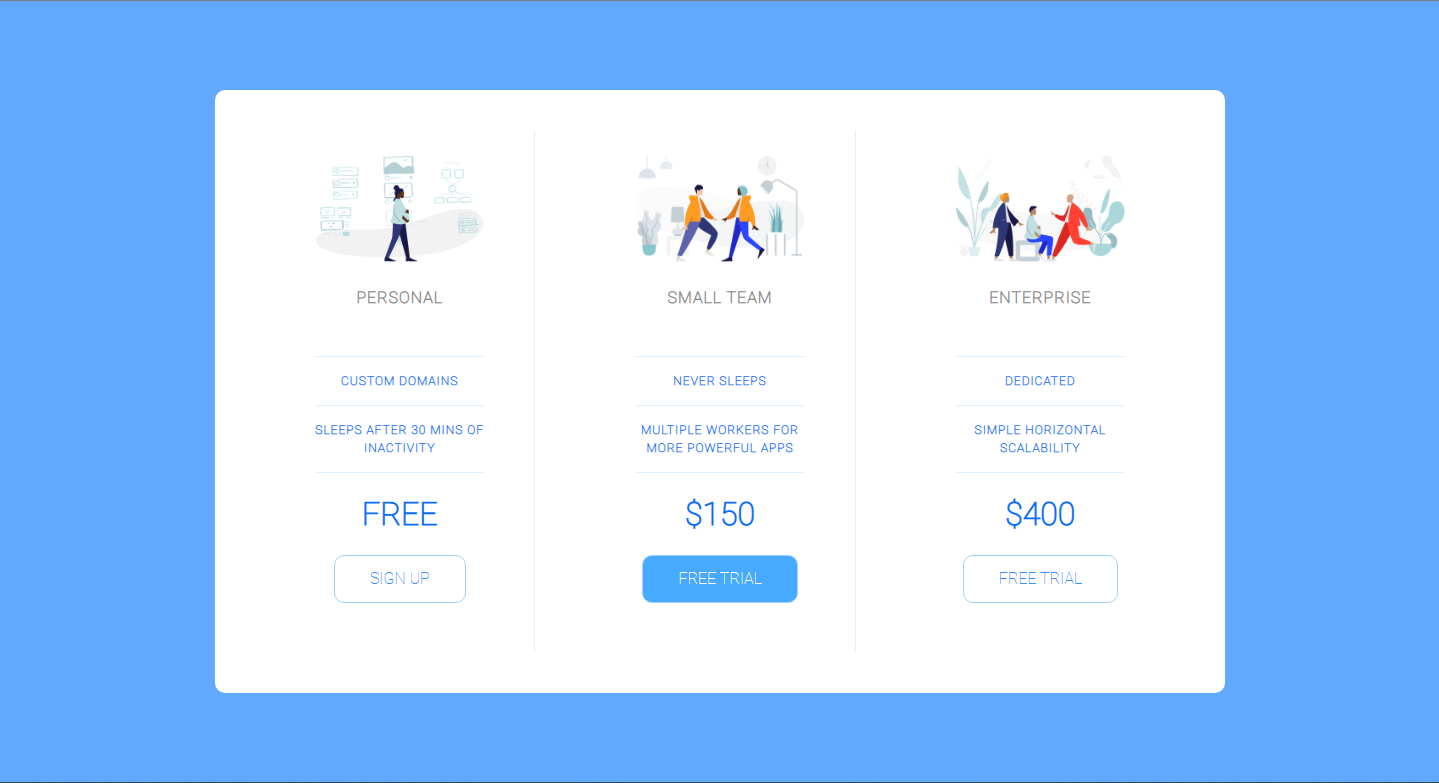 PERSONAL
CUSTOM DOMAINS
SLEEPS AFTER 30 MINS OF
INACTIVITY
FREE
SIGN UP
SMALL TEAM
NEVER SLEEPS
MULTIPLE WORKERS FOR
MORE POWERFUL APPS
$150
FREE TRIAL
ENTERPRISE
DEDICATED
SIMPLE HORIZONTAL
SCALABILITY
$400
FREE TRIAL